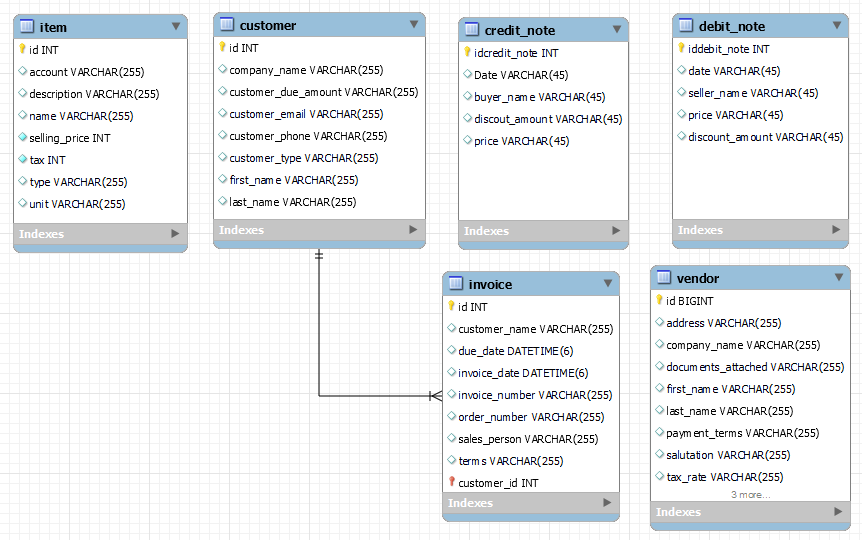 item
id INT
account VARCHAR(255)
description VARCHAR(255)
name VARCHAR(255)
selling_price INT
tax INT
type VARCHAR(255)
unit VARCHAR(255)
Indexes
customer
id INT
company_name VARCHAR(255)
customer_due_amount VARCHAR(255)
customer_email VARCHAR(255)
customer_phone VARCHAR(255)
customer_type VARCHAR(255)
first_name VARCHAR(255)
last_name VARCHAR(255)
Indexes
credit_note
idcredit_note INT
Date VARCHAR(45)
buyer_name VARCHAR(45)
discout_amount VARCHAR(45)
price VARCHAR(45)
Indexes
debit_note
iddebit_note INT
date VARCHAR(45)
seller_name VARCHAR(45)
price VARCHAR(45)
discount_amount VARCHAR(45)
Indexes
invoice
id INT
customer_name VARCHAR(255)
due_date DATETIME(6)
invoice_date DATETIME(6)
invoice_number VARCHAR(255)
order_number VARCHAR(255)
sales_person VARCHAR(255)
terms VARCHAR(255)
customer_id INT
Indexes
vendor
id BIGINT
address VARCHAR(255)
company_name VARCHAR(255)
documents_attached VARCHAR(255)
first_name VARCHAR(255)
last_name VARCHAR(255)
payment_terms VARCHAR(255)
salutation VARCHAR(255)
tax_rate VARCHAR(255)
3 more...
Indexes